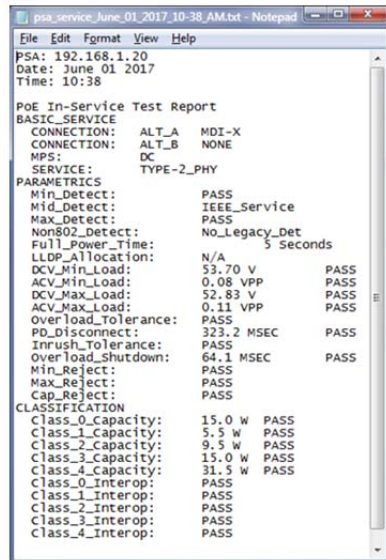 psa_service_June_01_2017_10-38_AM.txt - Notepad
File Edit Format View Help
PSA: 192.168.1.20
Date: June 01 2017
Time: 10:38
PoE In-Service Test Report
BASIC_SERVICE
CONNECTION: ALT_A MDI-X
CONNECTION: ALT_B NONE
MPS: DC
SERVICE: TYPE-2_PHY
PARAMETRICS
Min_Detect: PASS
Mid_Detect: IEEE_Service
Max_Detect: PASS
Non802_Detect: No_Legacy_Det
Full_Power_Time: 5 Seconds
LLDP_Allocation: N/A
DCV_Min_Load: 53.70 V PASS
ACV_Min_Load: 0.08 VPP PASS
DCV_Max_Load: 52.83 V PASS
ACV_Max_Load: 0.11 VPP PASS
Overload_Tolerance: PASS
PD_Disconnect: 323.2 MSEC PASS
Inrush_Tolerance: PASS
Overload_Shutdown: 64.1 MSEC PASS
Min_Reject: PASS
Max_Reject: PASS
Cap_Reject: PASS
CLASSIFICATION
Class_0_Capacity: 15.0 W PASS
Class_1_Capacity: 5.5 W PASS
Class_2_Capacity: 9.5 W PASS
Class_3_Capacity: 15.0 W PASS
Class_4_Capacity: 31.5 W PASS
Class_0_Interop: PASS
Class_1_Interop: PASS
Class_2_Interop: PASS
Class_3_Interop: PASS
Class_4_Interop: PASS